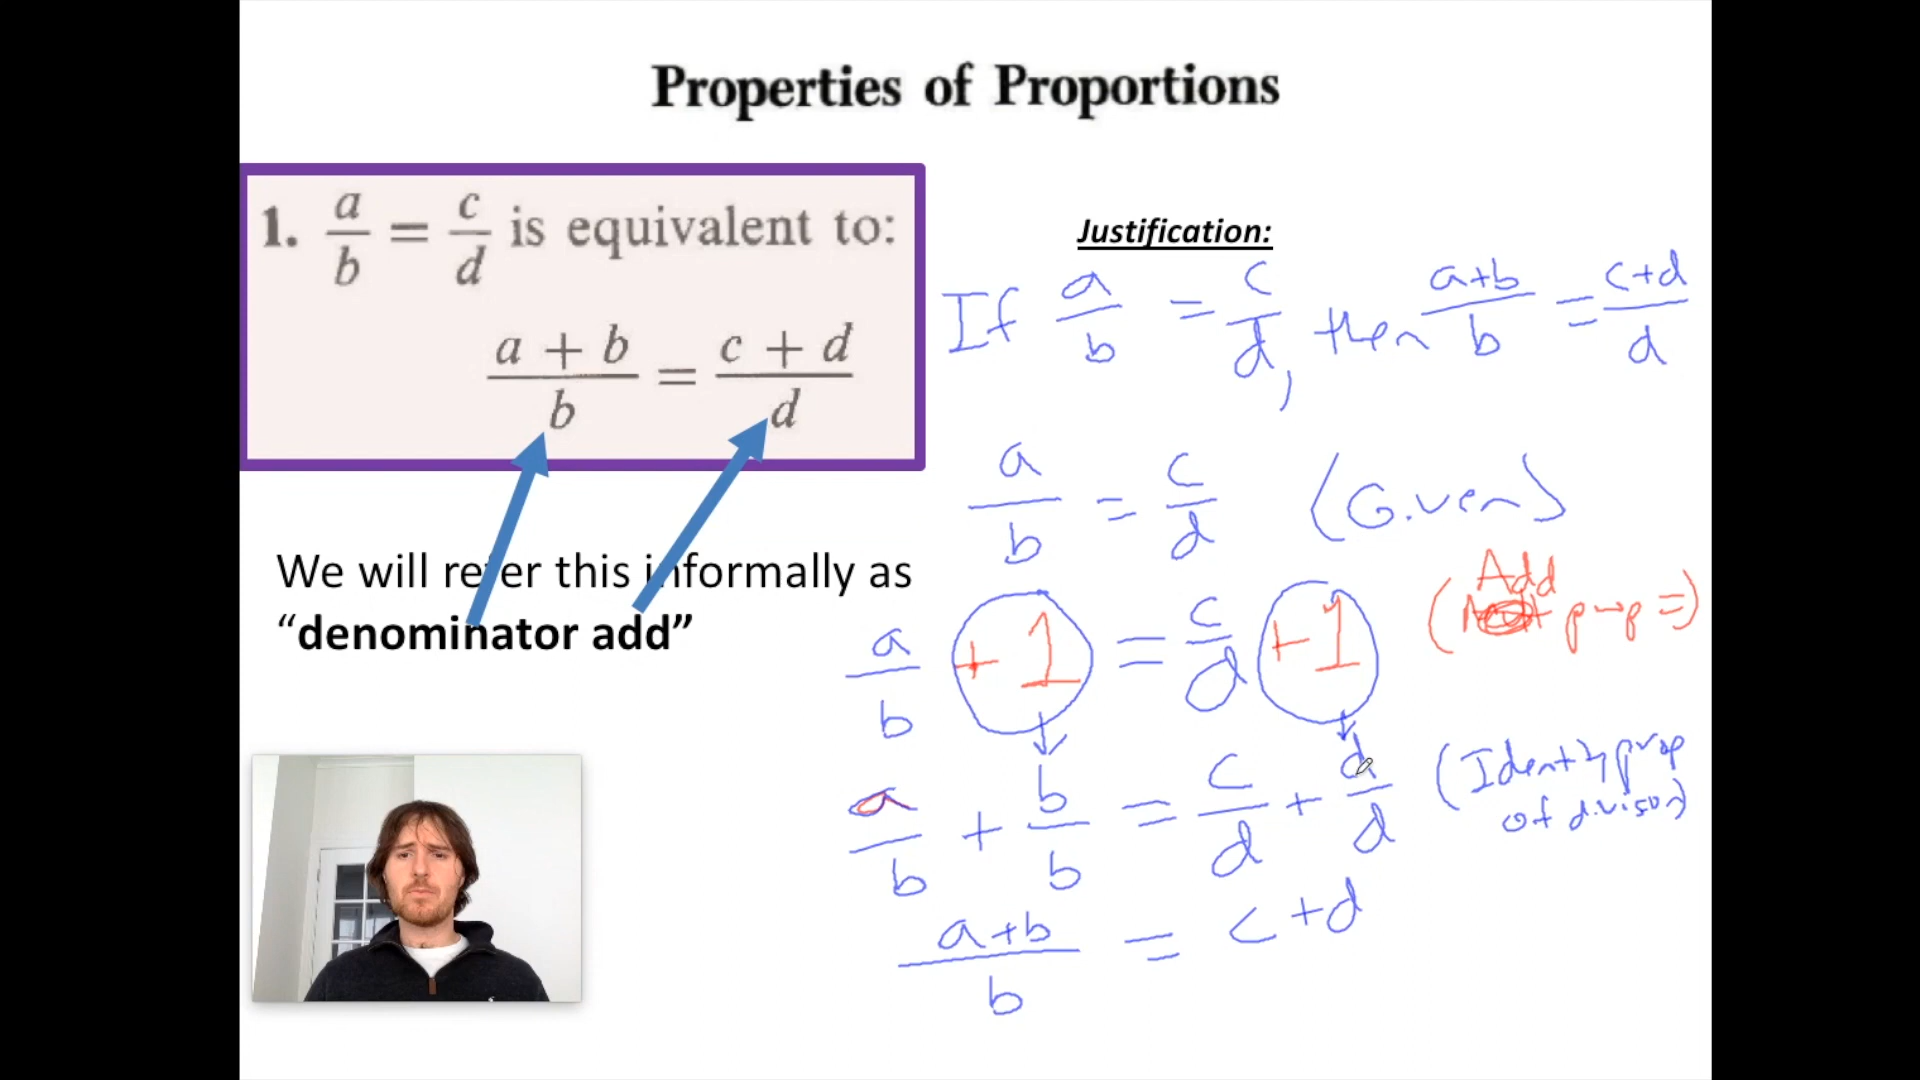 Properties of Proportions
1. a/b = c/d is equivalent to:
(a + b)/b = (c + d)/d
We will refer this informally as
“denominator add”
Justification:
If a/b = c/d, then (a+b)/b = (c+d)/d
a/b = c/d (Given)
a/b + 1 = c/d + 1 (Add prop =)
a/b + b/b = c/d + d/d (Identity prop
of division)
(a+b)/b = c+d